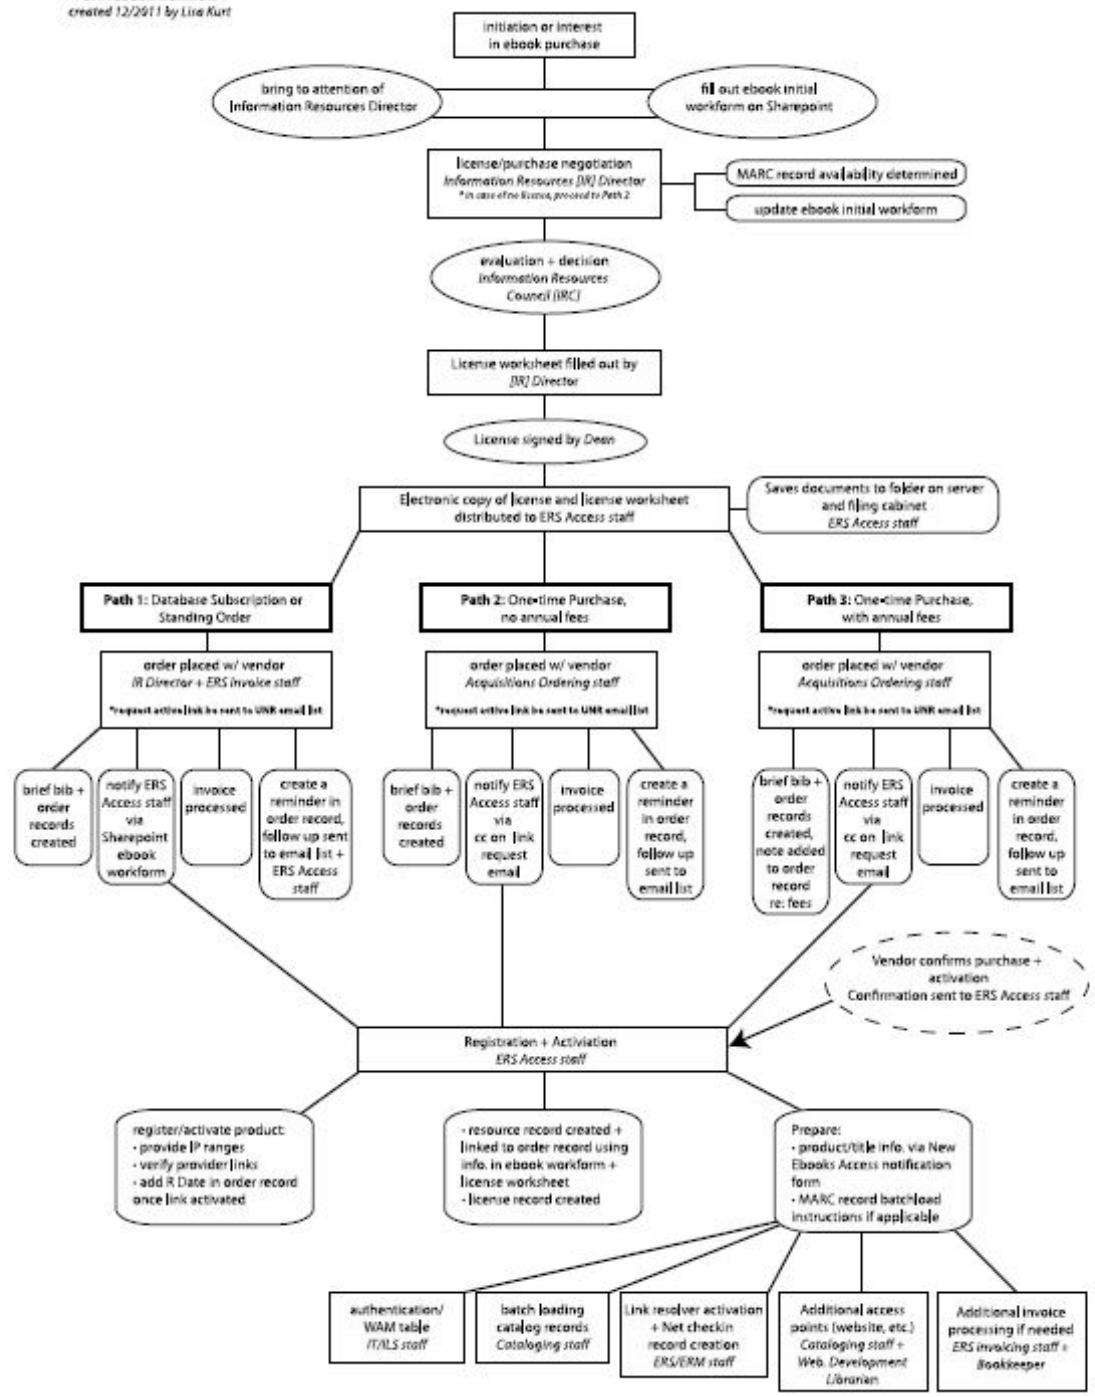 created 12/2011 by Lisa Kurt
initiation or interest
in ebook purchase
bring to attention of
Information Resources Director
fill out ebook initial
workform on Sharepoint
license/purchase negotiation
Information Resources [IR] Director
* in case of no license, proceed to Path 2
MARC record availability determined
update ebook initial workform
evaluation + decision
Information Resources
Council [IRC]
License worksheet filled out by
[IR] Director
License signed by Dean
Electronic copy of license and license worksheet
distributed to ERS Access staff
Saves documents to folder on server
and filing cabinet
ERS Access staff
Path 1: Database Subscription or
Standing Order
Path 2: One-time Purchase,
no annual fees
Path 3: One-time Purchase,
with annual fees
order placed w/ vendor
IR Director + ERS Invoice staff
*request active link be sent to UNR email list
order placed w/ vendor
Acquisitions Ordering staff
*request active link be sent to UNR email list
order placed w/ vendor
Acquisitions Ordering staff
*request active link be sent to UNR email list
brief bib +
order
records
created
notify ERS
Access staff
via
Sharepoint
ebook
workform
invoice
processed
create a
reminder in
order record,
follow up sent
to email list +
ERS Access
staff
brief bib +
order
records
created
notify ERS
Access staff
via
cc on link
request
email
invoice
processed
create a
reminder
in order
record,
follow up
sent to
email list
brief bib +
order
records
created,
note added
to order
record
re: fees
notify ERS
Access staff
via
cc on link
request
email
invoice
processed
create a
reminder
in order
record,
follow up
sent to
email list
Vendor confirms purchase +
activation
Confirmation sent to ERS Access staff
Registration + Activiation
ERS Access staff
register/activate product:
- provide IP ranges
- verify provider links
- add R Date in order record
once link activated
- resource record created +
linked to order record using
info. in ebook workform +
license worksheet
- license record created
Prepare:
- product/title info. via New
Ebooks Access notification
form
- MARC record batchload
instructions if applicable
authentication/
WAM table
IT/ILS staff
batch loading
catalog records
Cataloging staff
Link resolver activation
+ Net checkin
record creation
ERS/ERM staff
Additional access
points (website, etc.)
Cataloging staff +
Web. Development
Librarian
Additional invoice
processing if needed
ERS invoicing staff +
Bookkeeper